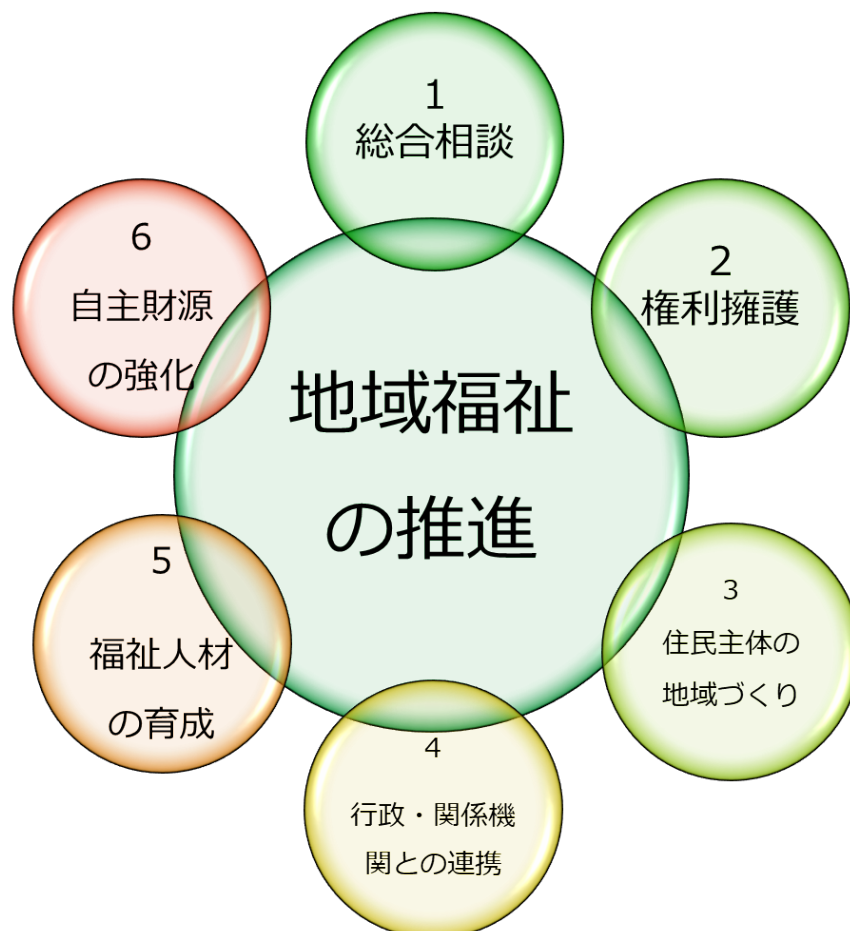 1
総合相談
2
権利擁護
3
住民主体の
地域づくり
4
行政・関係機
関との連携
5
福祉人材
の育成
6
自主財源
の強化
地域福祉
の推進